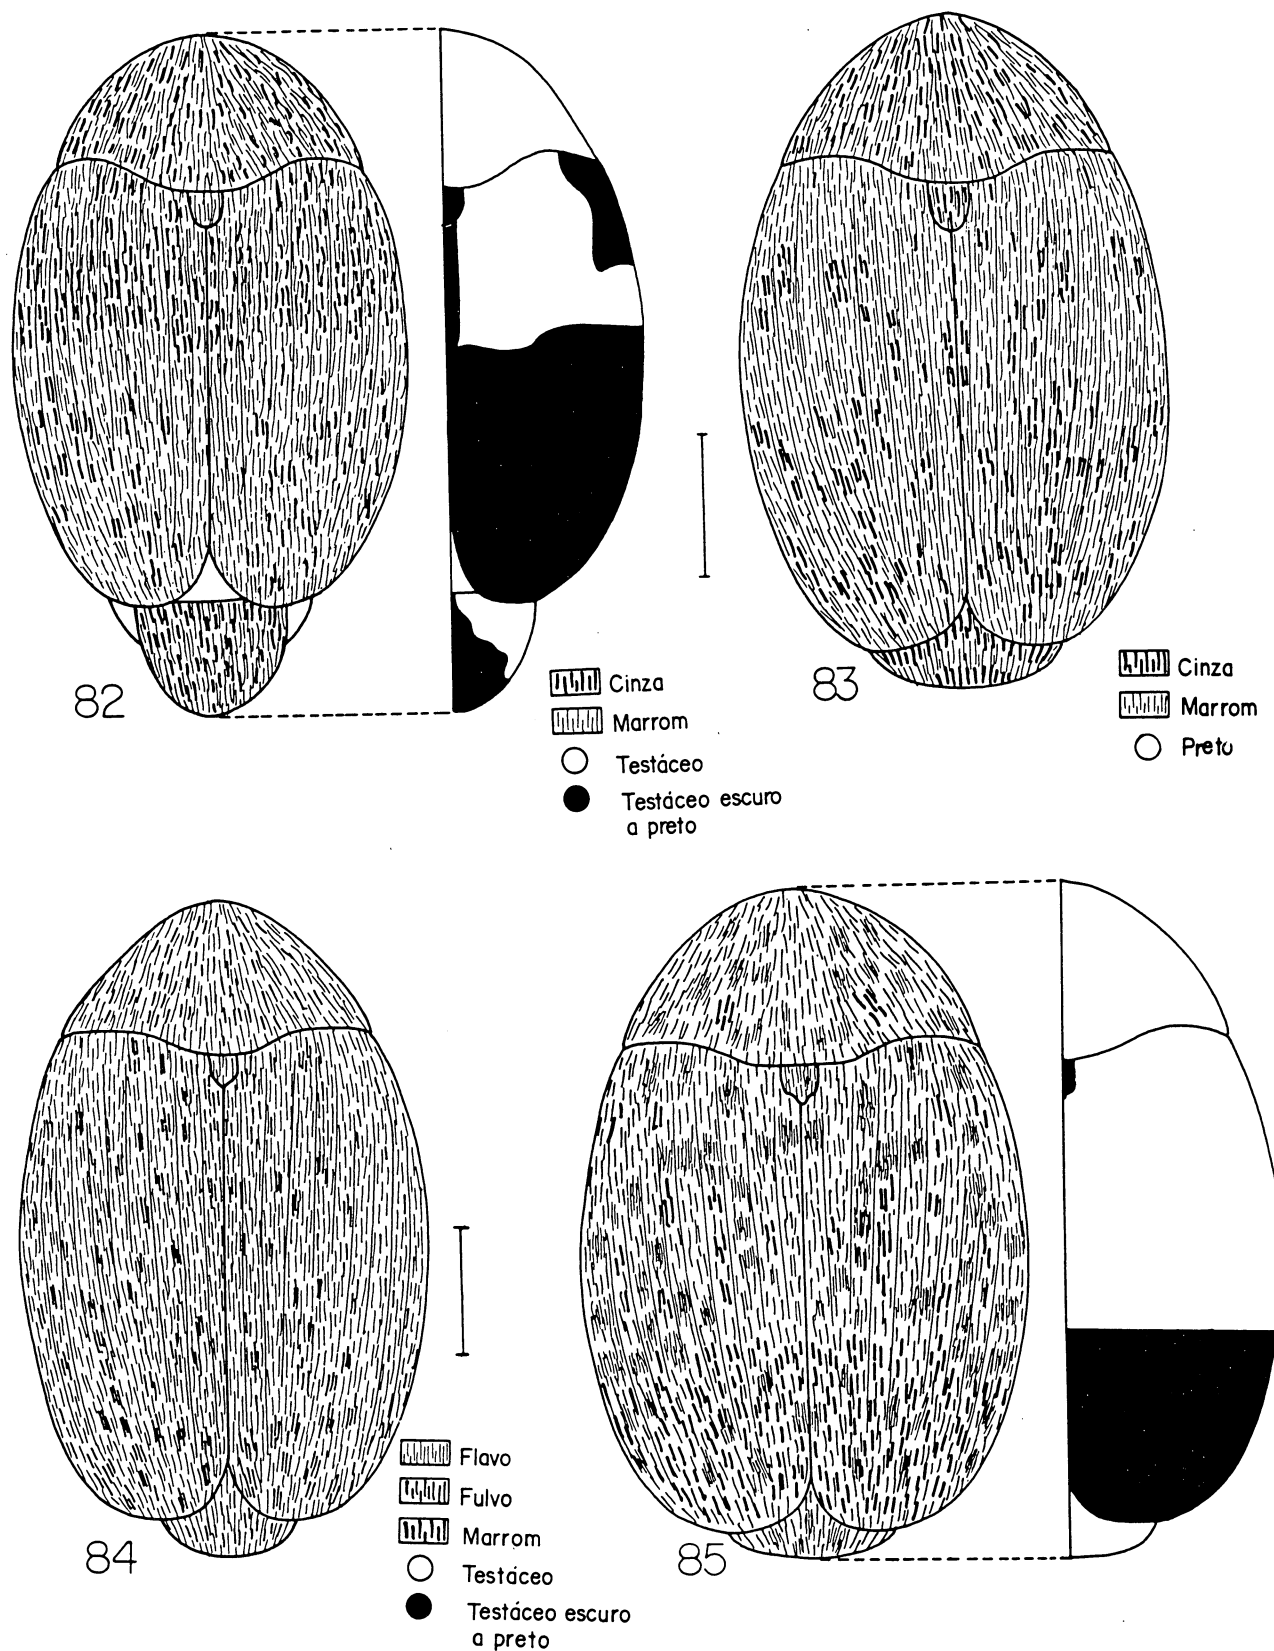 82
Cinza
Marrom
Testáceo
Testáceo escuro
a preto
83
Cinza
Marrom
Preto
84
Flavo
Fulvo
Marrom
Testáceo
Testáceo escuro
a preto
85